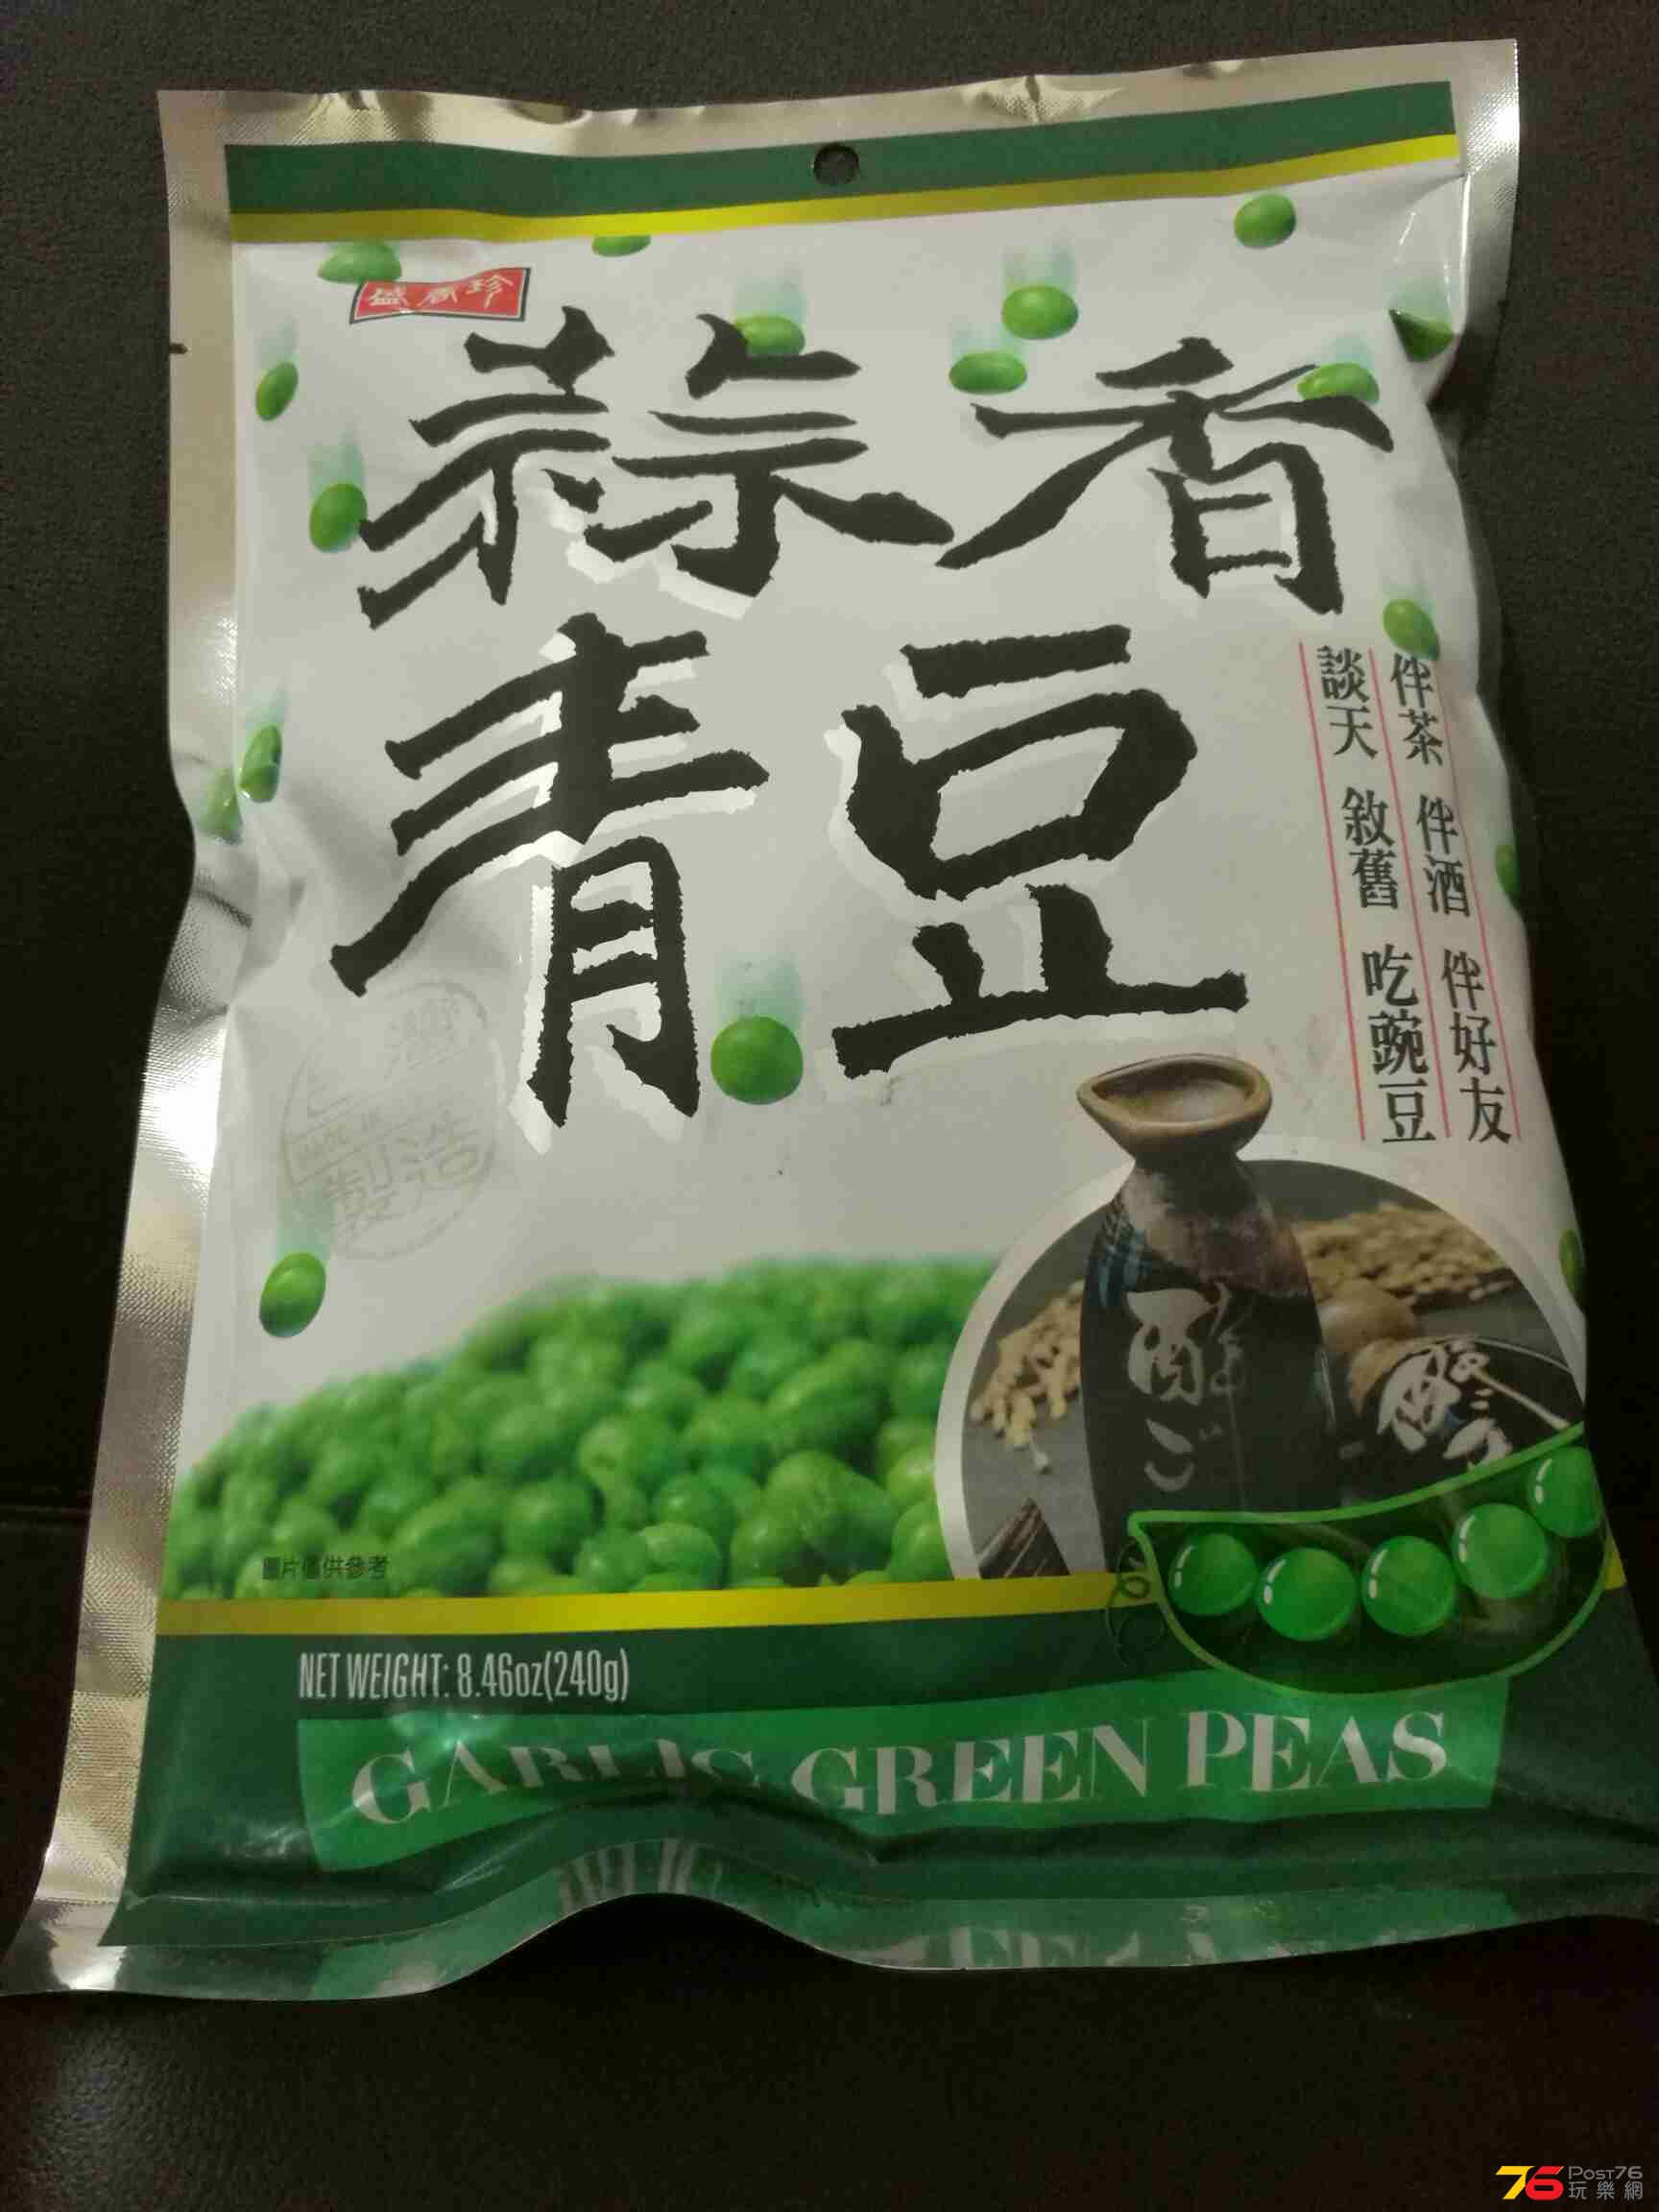 盛香珍
蒜香
青豆
伴茶 伴酒 伴好友
談天 敘舊 吃豌豆
製造
酔ご
圖片僅供參考
NET WEIGHT: 8.46oz(240g)
GARLIC GREEN PEAS
76 POST76
玩樂網